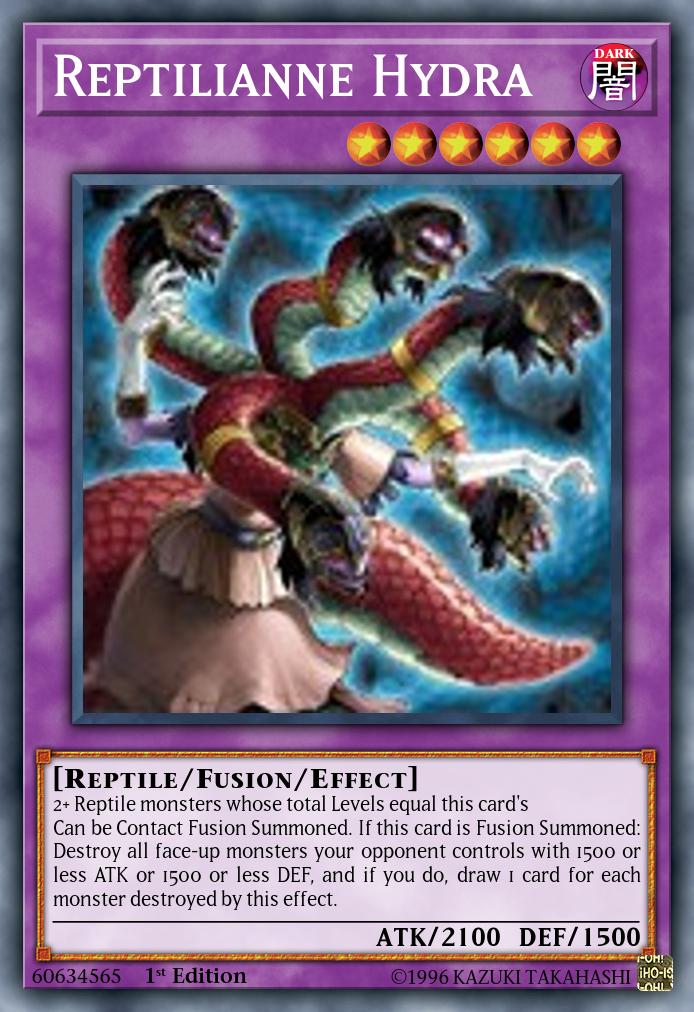 Reptilianne Hydra
DARK
闇
[Reptile/Fusion/Effect]
2+ Reptile monsters whose total Levels equal this card's
Can be Contact Fusion Summoned. If this card is Fusion Summoned:
Destroy all face-up monsters your opponent controls with 1500 or
less ATK or 1500 or less DEF, and if you do, draw 1 card for each
monster destroyed by this effect.
ATK/2100 DEF/1500
60634565 1st Edition ©1996 KAZUKI TAKAHASHI